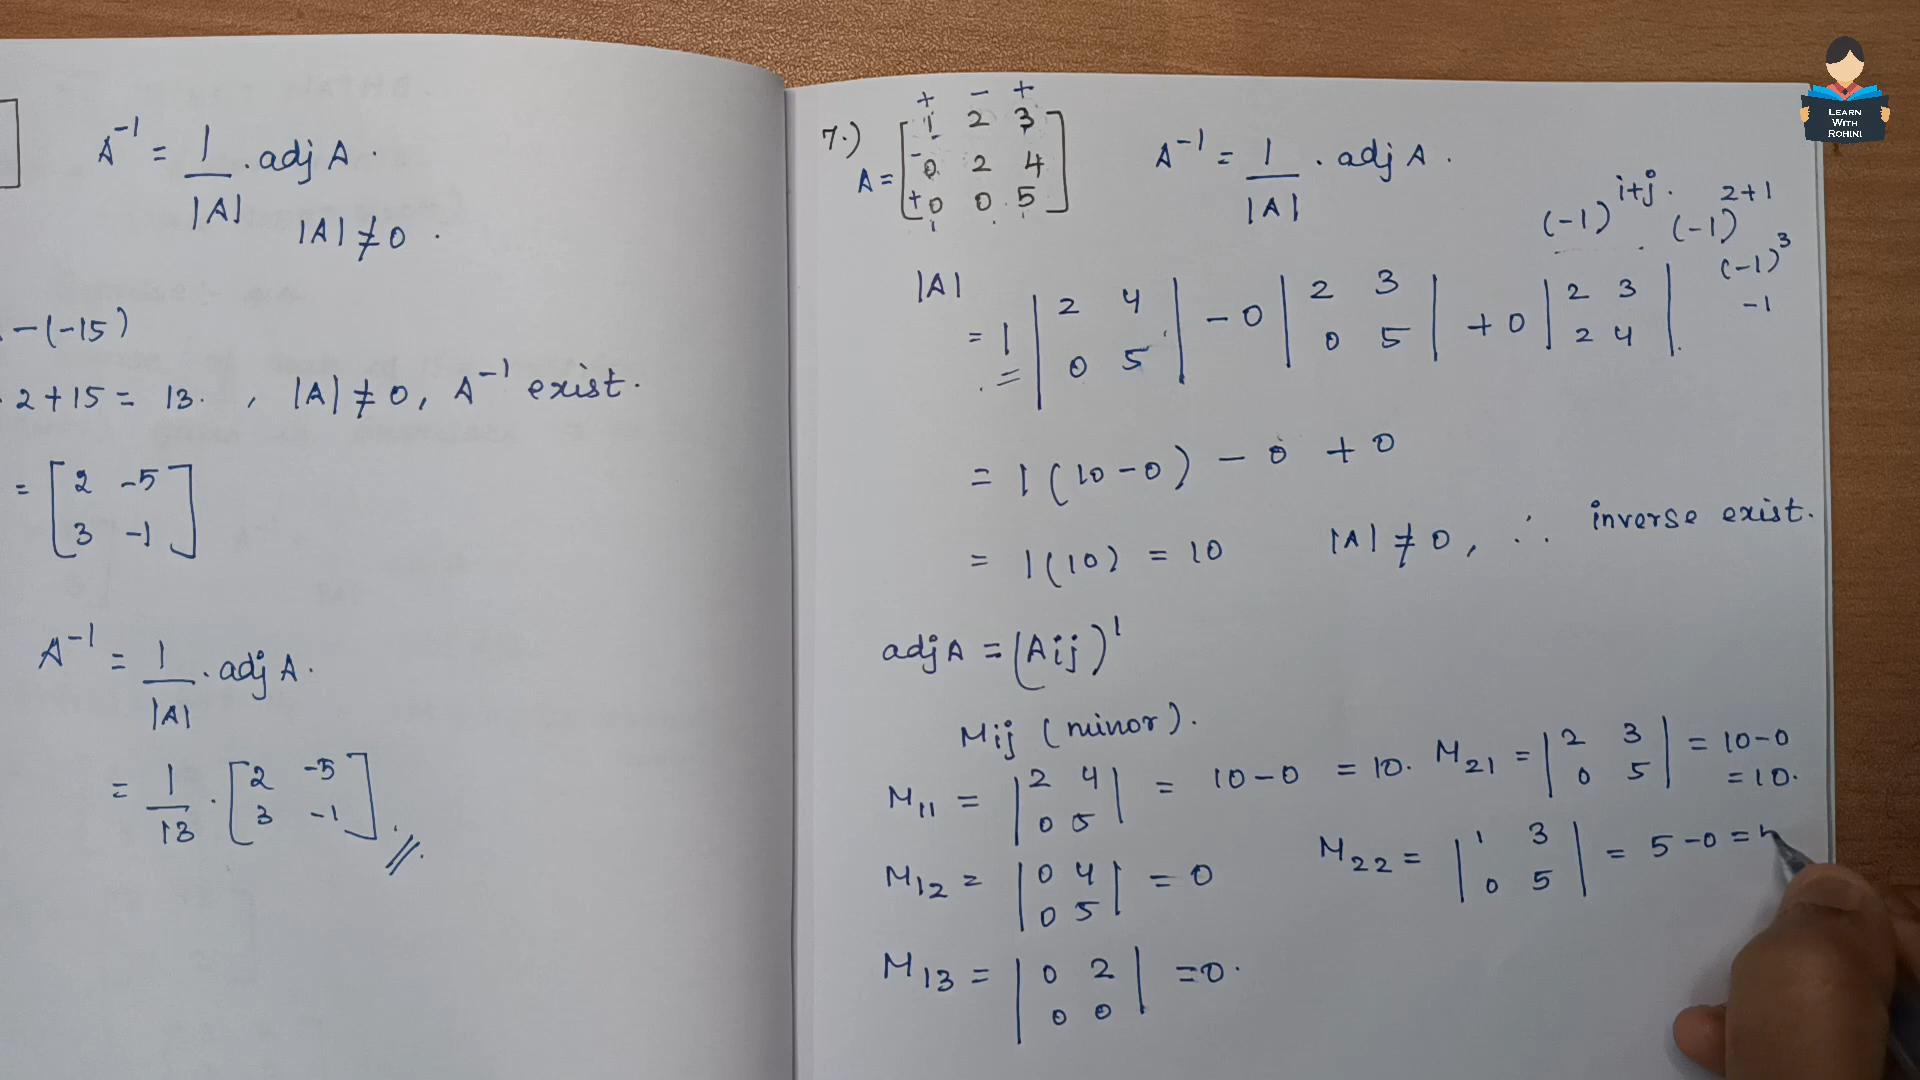 A⁻¹ = 1/|A| . adj A .
|A| ≠ 0 .
-(-15)
2+15 = 13. , |A| ≠ 0, A⁻¹ exist.
= [2 -5
3 -1]
A⁻¹ = 1/|A| . adj A.
= 1/13 . [2 -5
3 -1] //.
7.)
+ - +
A = [1 2 3
- 0 2 4
+ 0 0 5]
A⁻¹ = 1/|A| . adj A .
(-1)^(i+j) . (-1)^(2+1)
(-1)³
-1
|A|
= 1 |2 4
0 5| - 0 |2 3
0 5| + 0 |2 3
2 4|
= 1(10-0) - 0 + 0
= 1(10) = 10 |A| ≠ 0, ∴ inverse exist.
adj A = (Aij)'
Mij (minor).
M₁₁ = |2 4
0 5| = 10-0 = 10.
M₁₂ = |0 4
0 5| = 0
M₁₃ = |0 2
0 0| = 0.
M₂₁ = |2 3
0 5| = 10-0
= 10.
M₂₂ = |1 3
0 5| = 5-0 =
LEARN
WITH
ROHINI